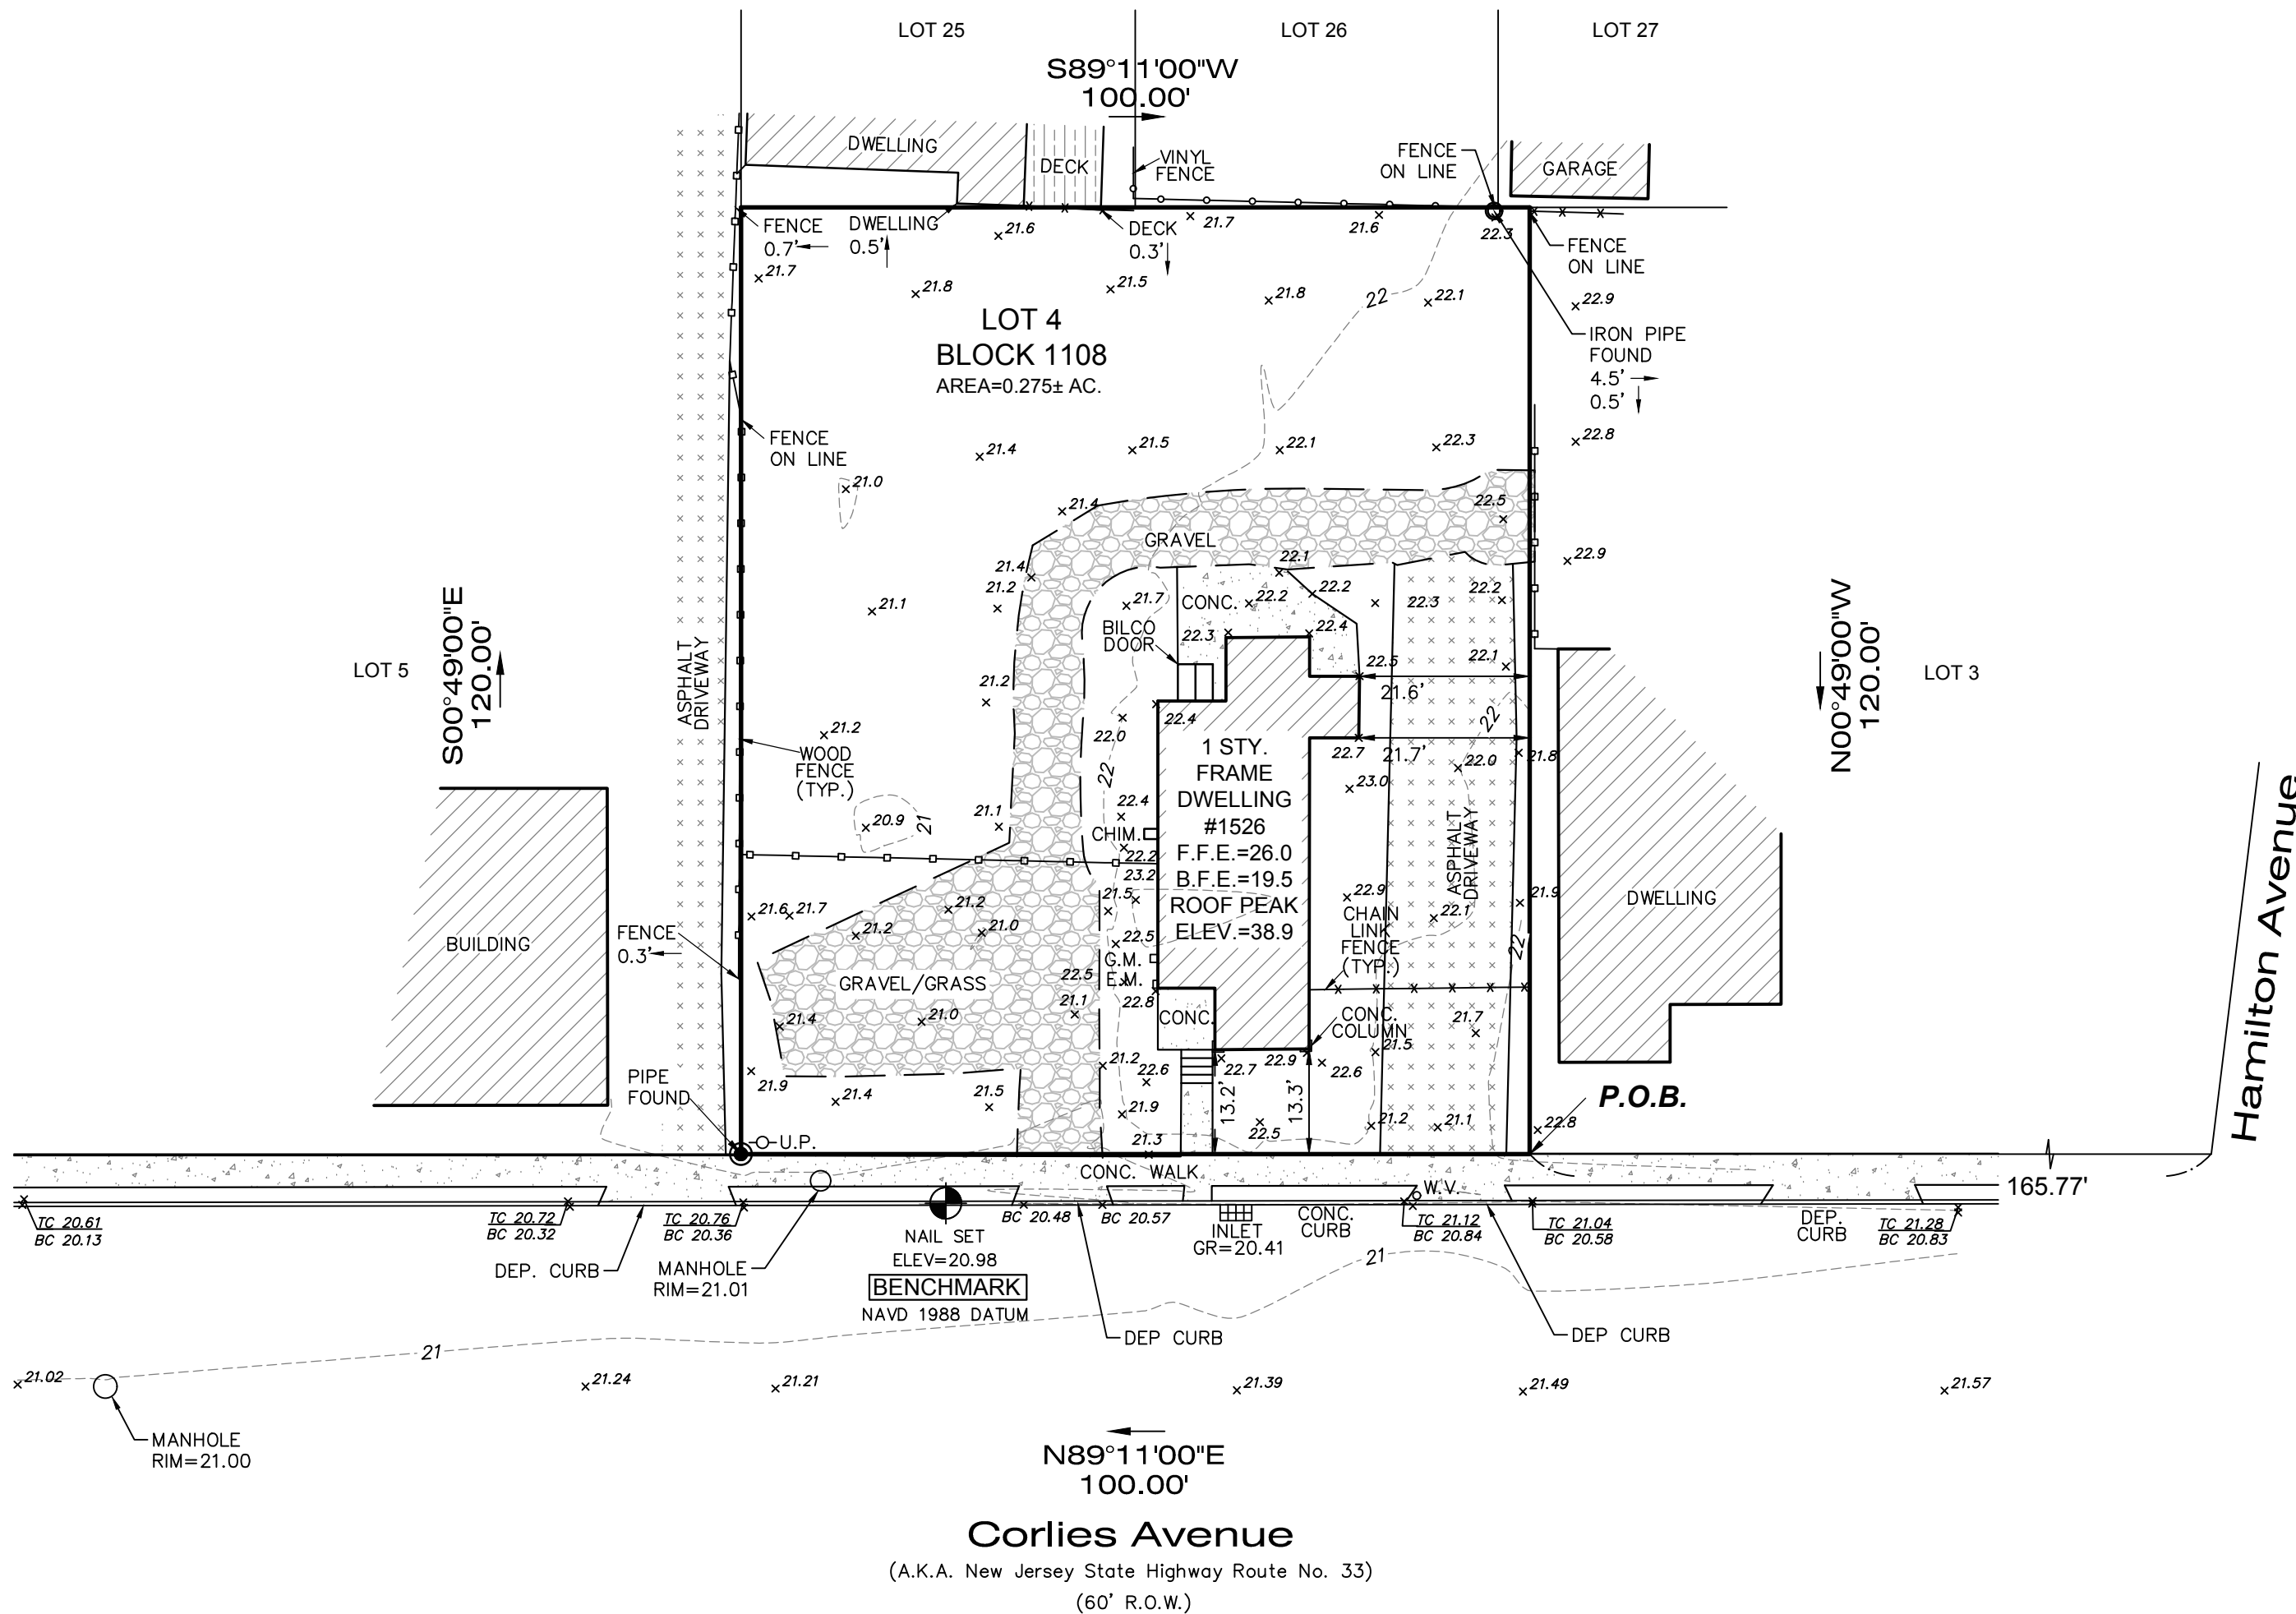 LOT 25
LOT 26
LOT 27
S89°11'00"W
100.00'
DWELLING
DECK
VINYL
FENCE
FENCE
ON LINE
GARAGE
FENCE
0.7'
DWELLING
0.5'
21.6
DECK
0.3'
21.7
21.6
22.3
FENCE
ON LINE
21.7
21.8
21.5
21.8
22
22.1
22.9
LOT 4
BLOCK 1108
AREA=0.275± AC.
IRON PIPE
FOUND
4.5'
0.5'
FENCE
ON LINE
21.4
21.5
22.1
22.3
22.8
21.0
21.4
22.5
GRAVEL
22.1
22.9
21.4
21.2
21.1
21.7
CONC.
22.2
22.2
22.3
22.2
BILCO
DOOR
22.3
22.4
22.5
22.1
S00°49'00"E
120.00'
N00°49'00"W
120.00'
LOT 5
LOT 3
ASPHALT
DRIVEWAY
21.2
21.6'
21.2
22.0
22.4
22
22.7
21.7'
22.0
21.8
WOOD
FENCE
(TYP.)
22
23.0
1 STY.
FRAME
DWELLING
#1526
F.F.E.=26.0
B.F.E.=19.5
ROOF PEAK
ELEV.=38.9
20.9
21
21.1
22.4
CHIM.
22.2
23.2
21.5
ASPHALT
DRIVEWAY
22.9
22.1
21.9
22
CHAIN
LINK
FENCE
(TYP.)
DWELLING
BUILDING
FENCE
0.3'
21.6
21.7
21.2
21.2
21.0
22.5
G.M.
E.M.
22.5
22.8
GRAVEL/GRASS
21.4
21.0
21.1
CONC.
CONC.
COLUMN
21.7
21.5
Hamilton Avenue
PIPE
FOUND
21.9
21.4
21.5
21.2
22.6
22.7
22.9
22.6
21.9
13.2'
13.3'
P.O.B.
U.P.
21.3
22.5
21.2
21.1
22.8
CONC. WALK
W.V.
165.77'
TC 20.61
BC 20.13
TC 20.72
BC 20.32
TC 20.76
BC 20.36
BC 20.48
BC 20.57
INLET
GR=20.41
CONC.
CURB
TC 21.12
BC 20.84
TC 21.04
BC 20.58
DEP.
CURB
TC 21.28
BC 20.83
DEP. CURB
MANHOLE
RIM=21.01
NAIL SET
ELEV=20.98
BENCHMARK
NAVD 1988 DATUM
21
DEP CURB
DEP CURB
21
21.02
21.24
21.21
21.39
21.49
21.57
MANHOLE
RIM=21.00
N89°11'00"E
100.00'
Corlies Avenue
(A.K.A. New Jersey State Highway Route No. 33)
(60' R.O.W.)